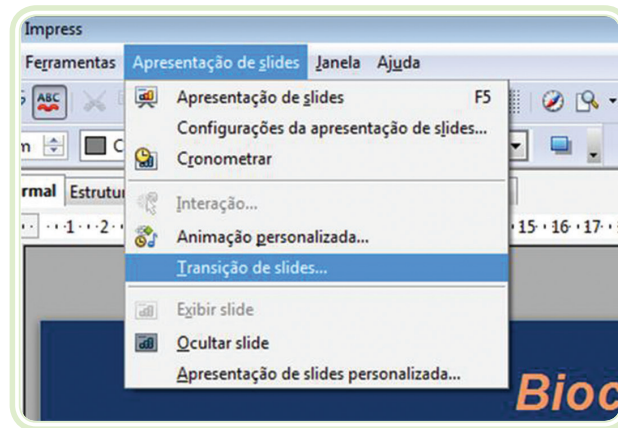 Impress
Ferramentas Apresentação de slides Janela Ajuda
ABC
Apresentação de slides F5
Configurações da apresentação de slides...
Cronometrar
Interação...
Animação personalizada...
Transição de slides...
Exibir slide
Ocultar slide
Apresentação de slides personalizada...
m C
rmal Estrutur
1 2 15 16 17
Bioc